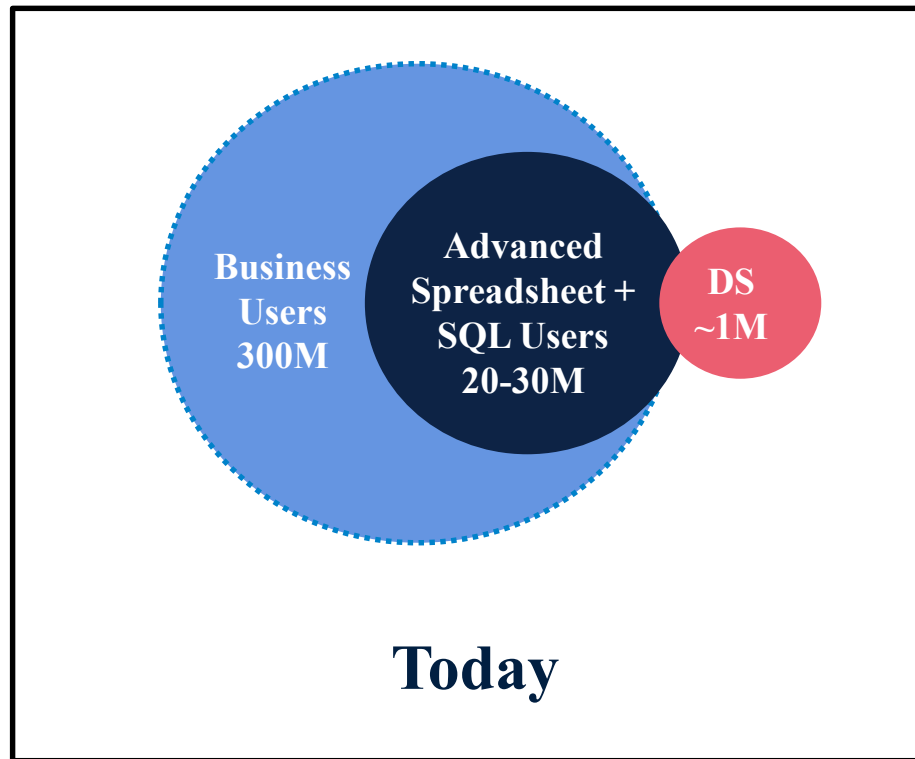 Business
Users
300M
Advanced
Spreadsheet +
SQL Users
20-30M
DS
~1M
Today